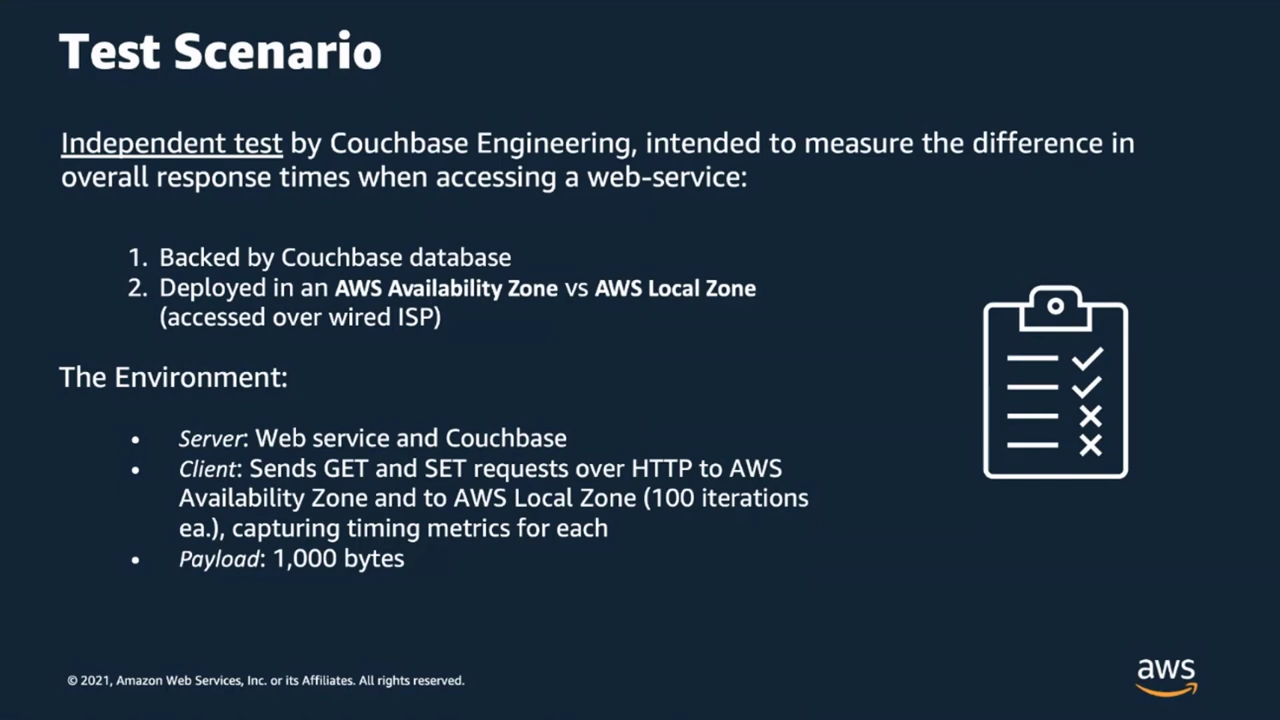 Test Scenario
Independent test by Couchbase Engineering, intended to measure the difference in
overall response times when accessing a web-service:
1. Backed by Couchbase database
2. Deployed in an AWS Availability Zone vs AWS Local Zone
(accessed over wired ISP)
The Environment:
• Server: Web service and Couchbase
• Client: Sends GET and SET requests over HTTP to AWS
Availability Zone and to AWS Local Zone (100 iterations
ea.), capturing timing metrics for each
• Payload: 1,000 bytes
© 2021, Amazon Web Services, Inc. or its Affiliates. All rights reserved.
aws